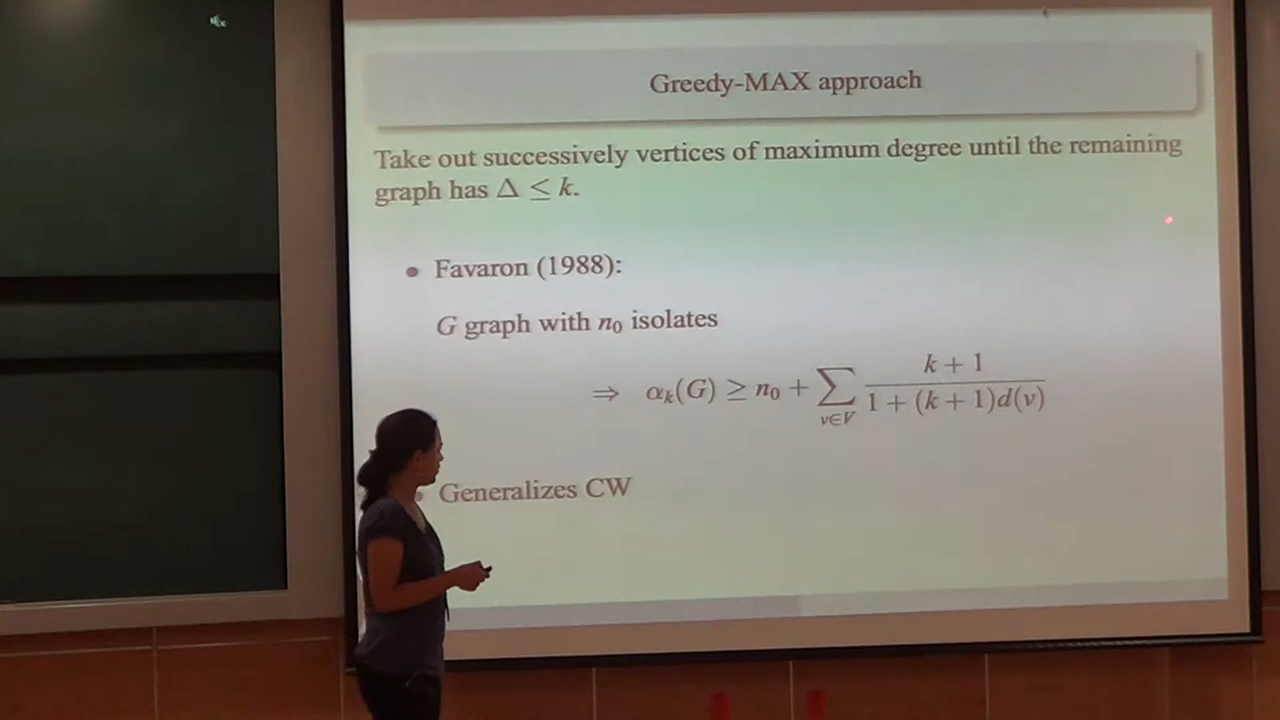 Greedy-MAX approach
Take out successively vertices of maximum degree until the remaining
graph has Δ ≤ k.
• Favaron (1988):
G graph with n₀ isolates
⇒ αₖ(G) ≥ n₀ + ∑_{v∈V} \frac{k + 1}{1 + (k + 1)d(v)}
• Generalizes CW